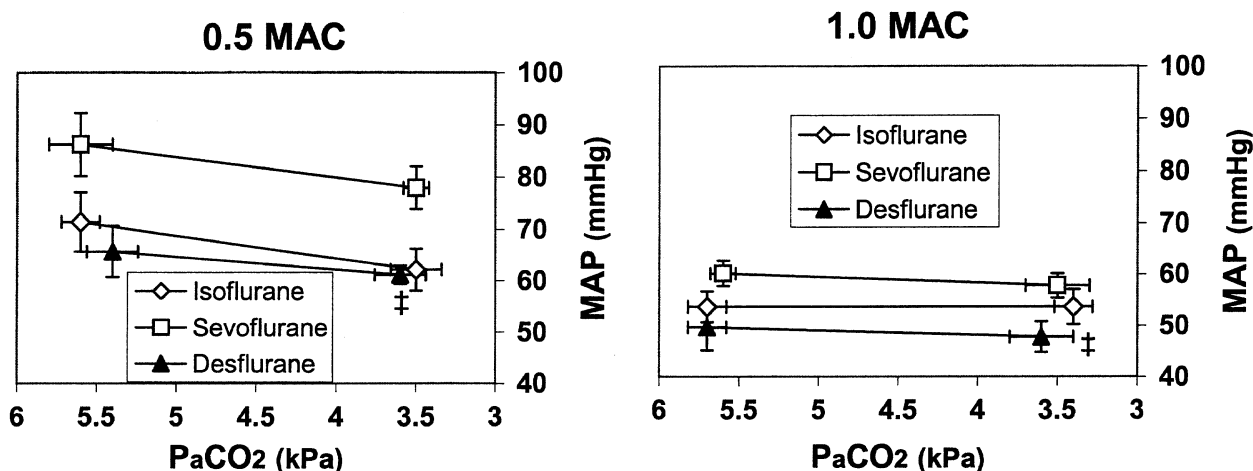 0.5 MAC
100
90
80
70
60
50
40
MAP (mmHg)
Isoflurane
Sevoflurane
Desflurane
‡
6 5.5 5 4.5 4 3.5 3
PaCO2 (kPa)
1.0 MAC
100
90
80
70
60
50
40
MAP (mmHg)
Isoflurane
Sevoflurane
Desflurane
‡
6 5.5 5 4.5 4 3.5 3
PaCO2 (kPa)